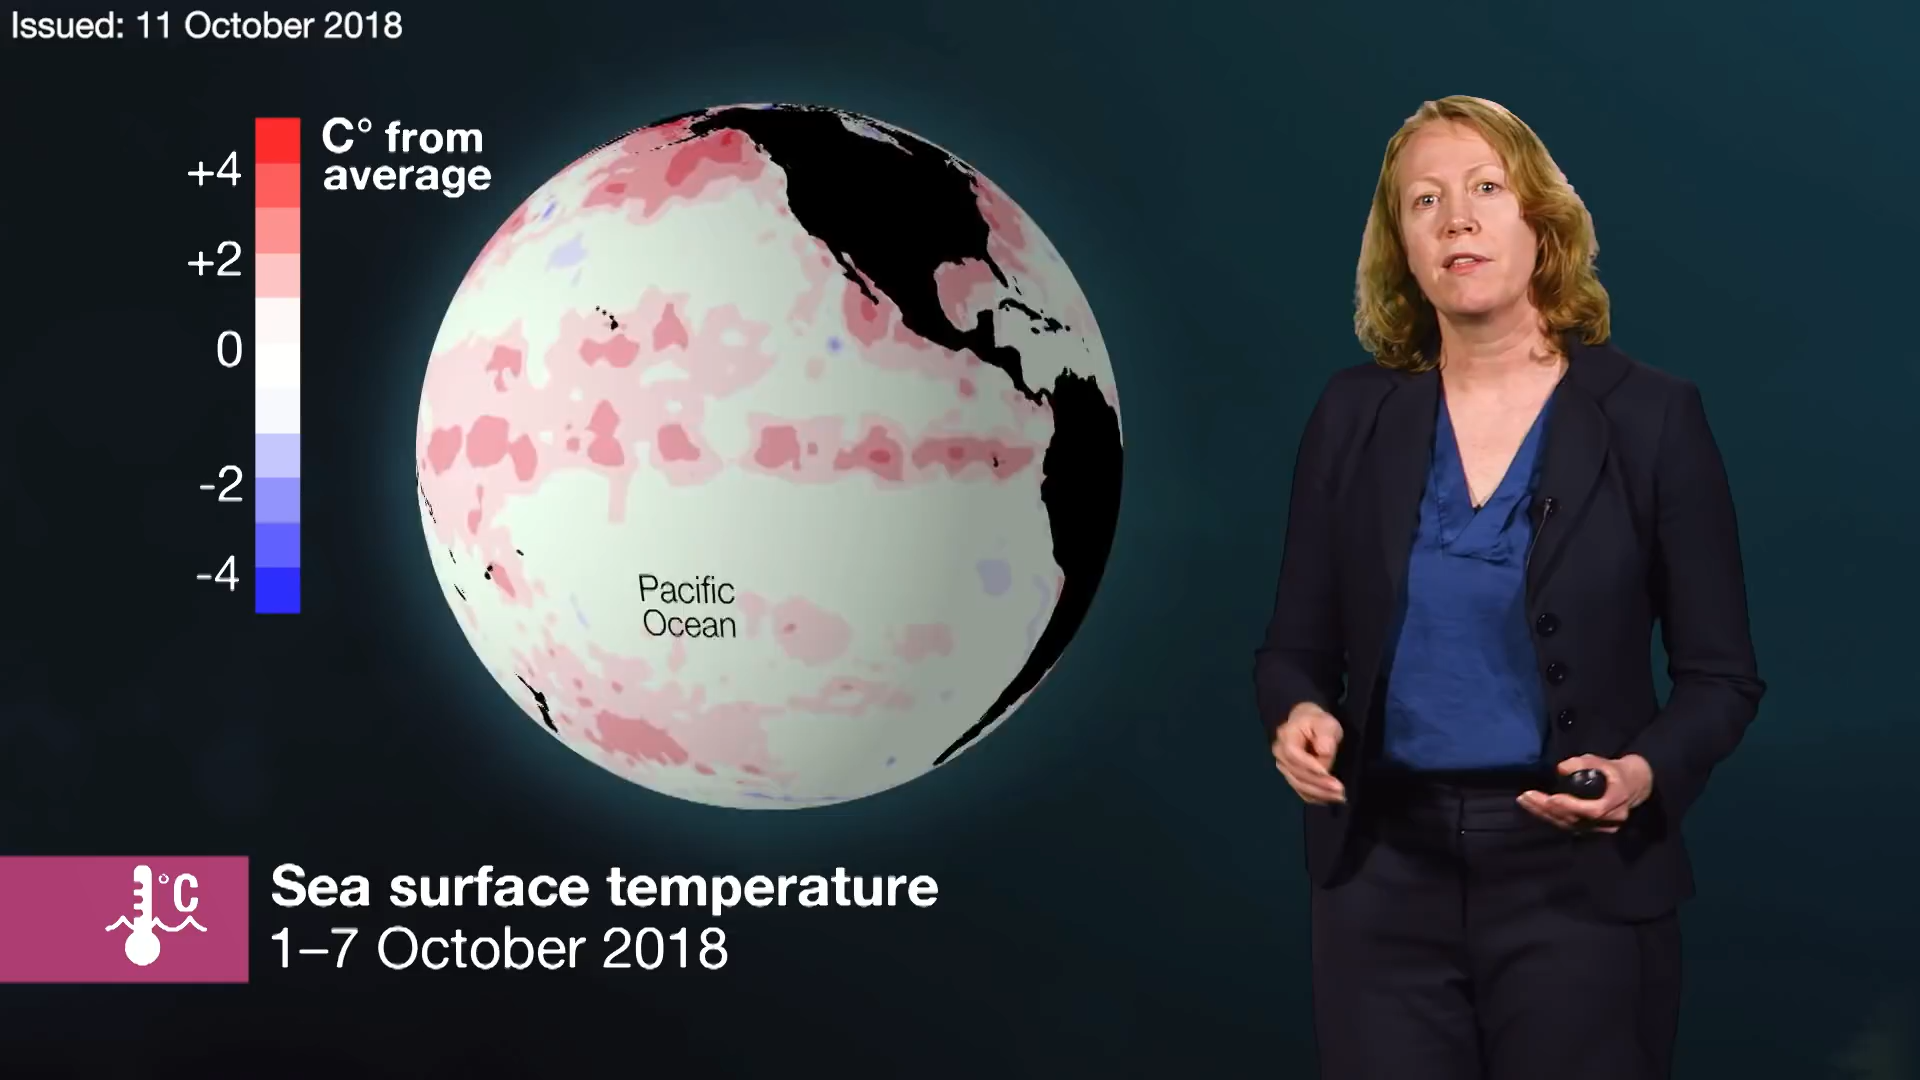 Issued: 11 October 2018
C° from
average
+4
+2
0
-2
-4
Pacific
Ocean
°C
Sea surface temperature
1–7 October 2018